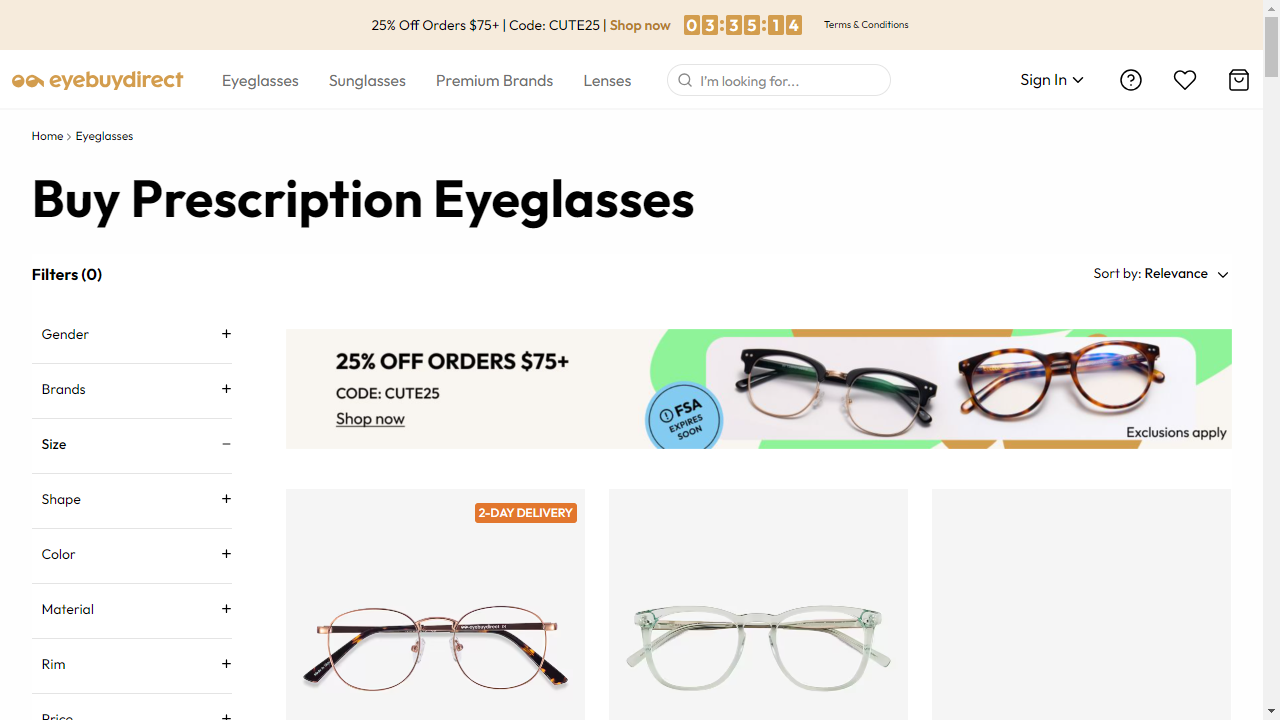 25% Off Orders $75+ | Code: CUTE25 | Shop now 03:35:14 Terms & Conditions
eyebuydirect Eyeglasses Sunglasses Premium Brands Lenses I'm looking for... Sign In
Home > Eyeglasses
Buy Prescription Eyeglasses
Filters (0)
Sort by: Relevance
Gender +
Brands +
Size −
Shape +
Color +
Material +
Rim +
Price +
25% OFF ORDERS $75+
CODE: CUTE25
Shop now
FSA
EXPIRES
SOON
Exclusions apply
2-DAY DELIVERY
eyebuydirect